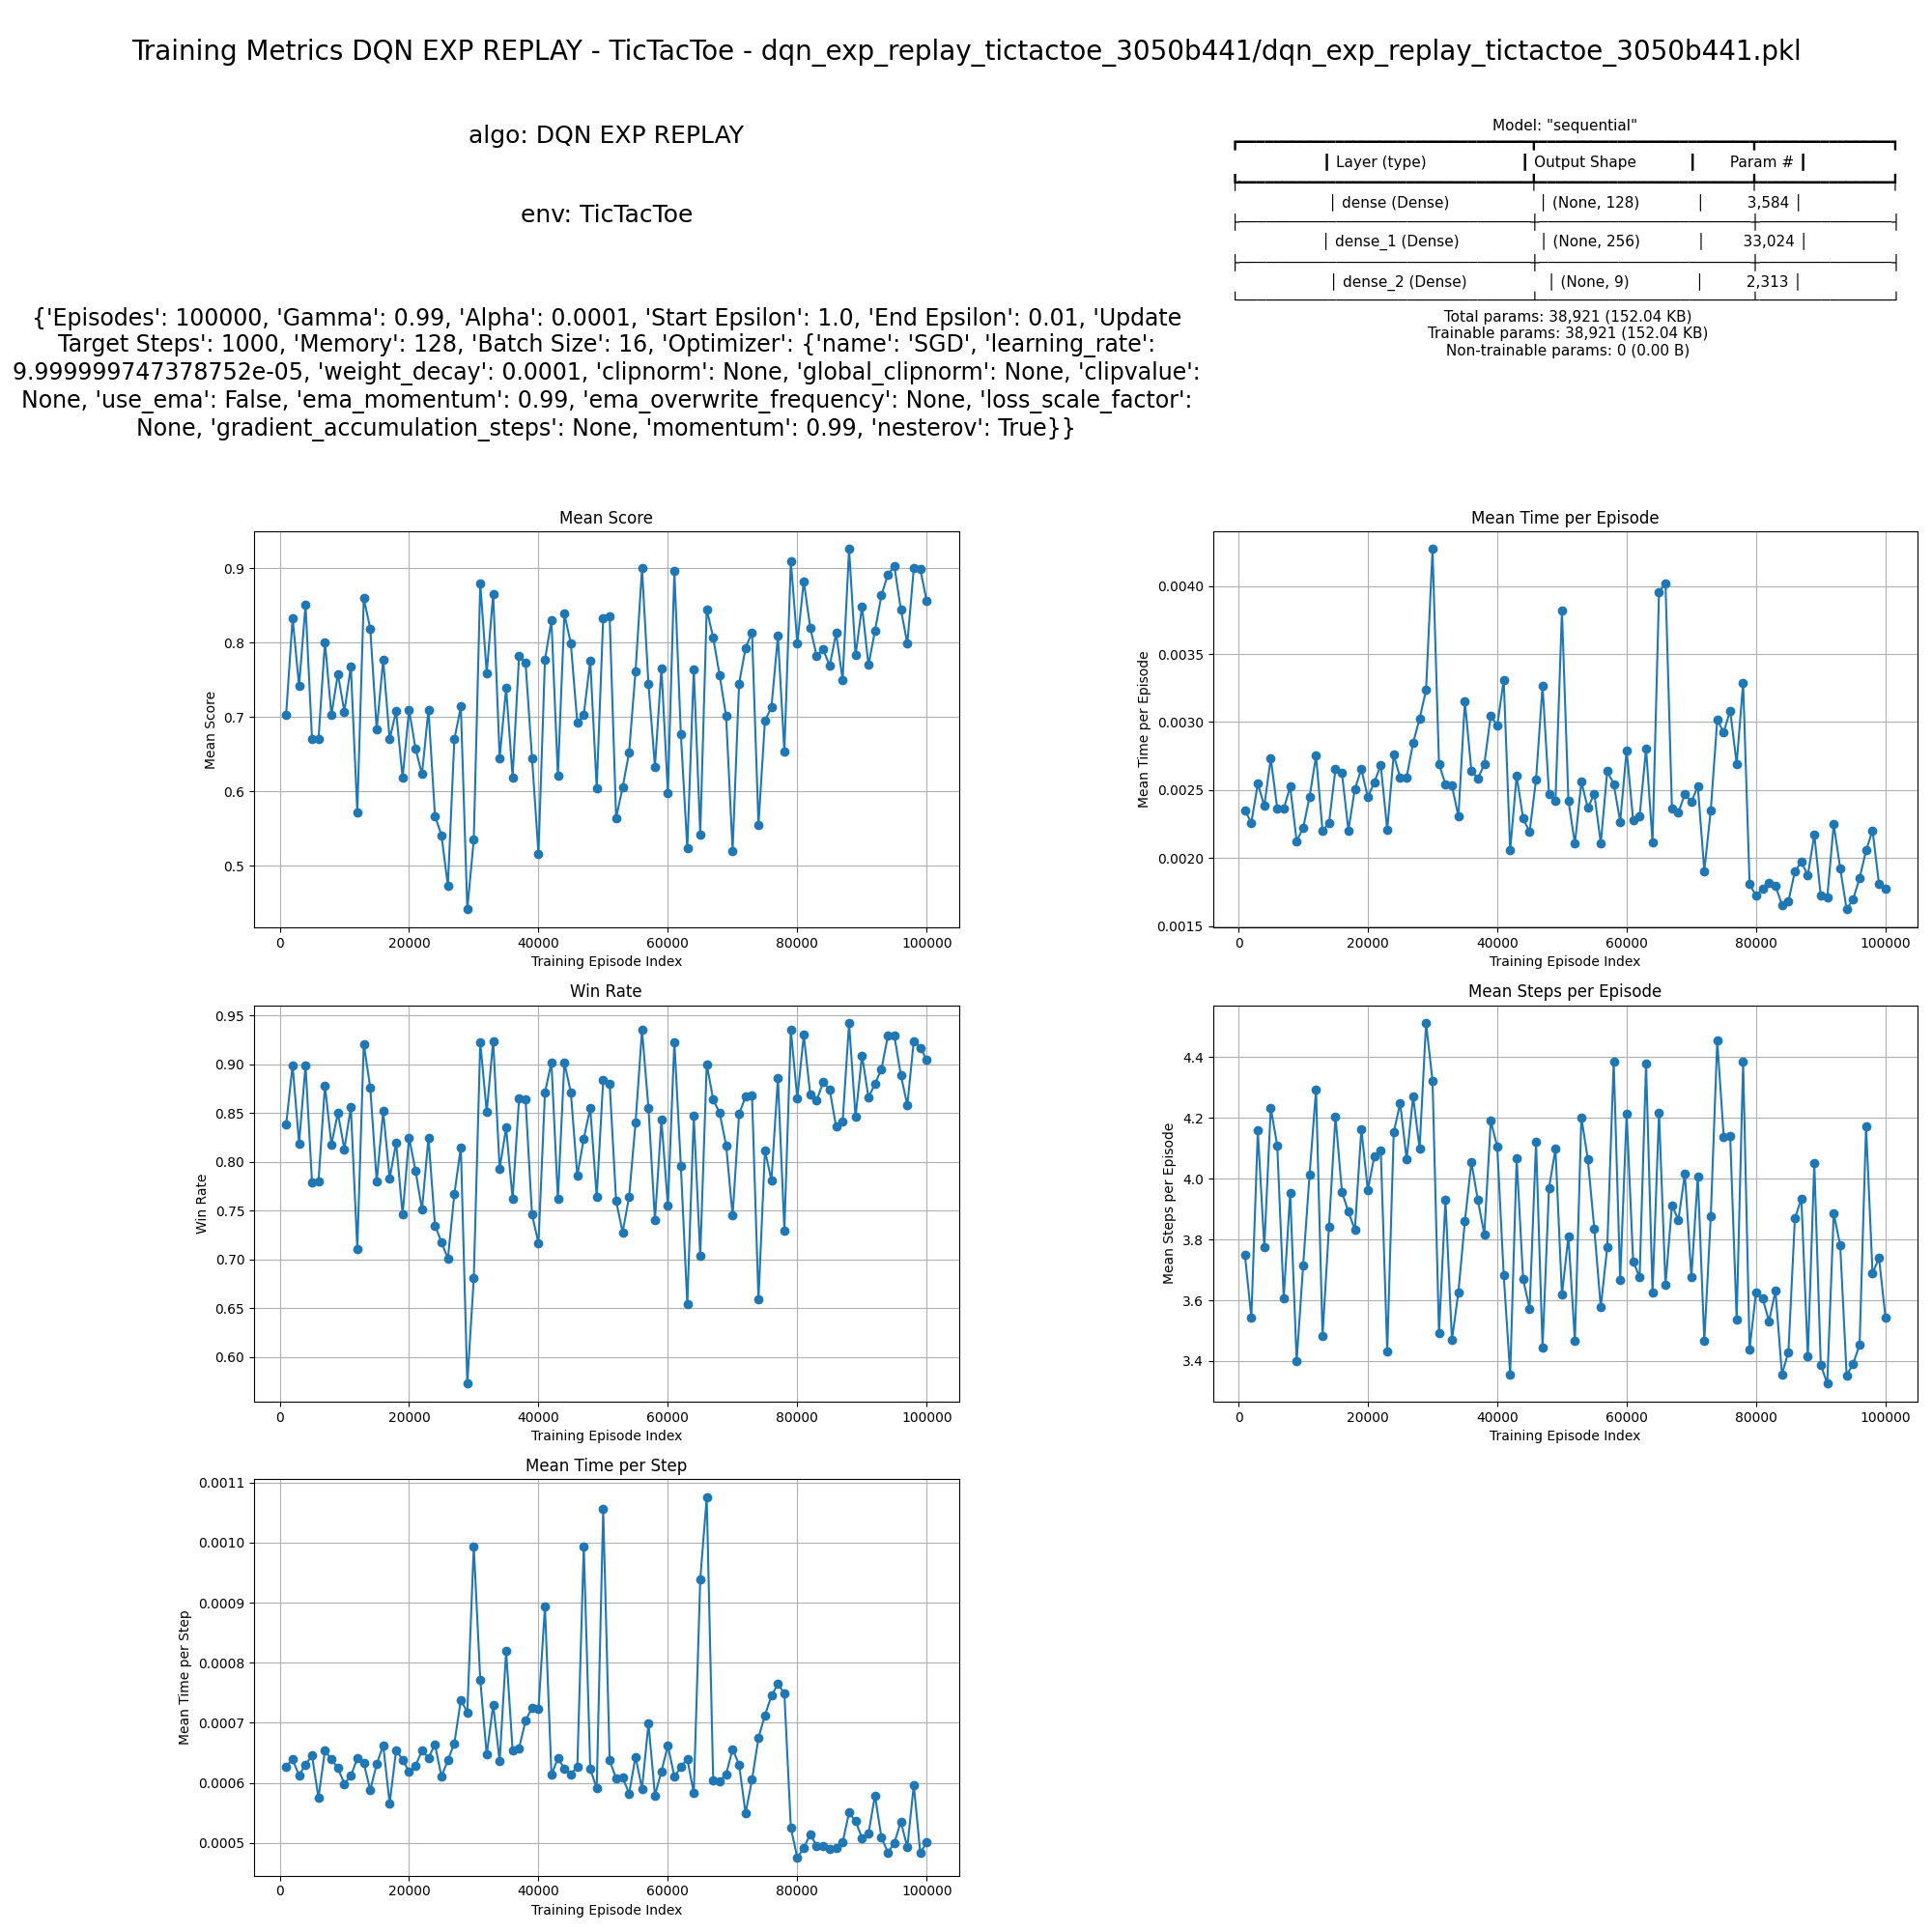 Training Metrics DQN EXP REPLAY - TicTacToe - dqn_exp_replay_tictactoe_3050b441/dqn_exp_replay_tictactoe_3050b441.pkl
algo: DQN EXP REPLAY
env: TicTacToe
{'Episodes': 100000, 'Gamma': 0.99, 'Alpha': 0.0001, 'Start Epsilon': 1.0, 'End Epsilon': 0.01, 'Update
Target Steps': 1000, 'Memory': 128, 'Batch Size': 16, 'Optimizer': {'name': 'SGD', 'learning_rate':
9.999999747378752e-05, 'weight_decay': 0.0001, 'clipnorm': None, 'global_clipnorm': None, 'clipvalue':
None, 'use_ema': False, 'ema_momentum': 0.99, 'ema_overwrite_frequency': None, 'loss_scale_factor':
None, 'gradient_accumulation_steps': None, 'momentum': 0.99, 'nesterov': True}}
Model: "sequential"
Layer (type) Output Shape Param #
dense (Dense) (None, 128) 3,584
dense_1 (Dense) (None, 256) 33,024
dense_2 (Dense) (None, 9) 2,313
Total params: 38,921 (152.04 KB)
Trainable params: 38,921 (152.04 KB)
Non-trainable params: 0 (0.00 B)
Mean Score
Mean Score
0.9
0.8
0.7
0.6
0.5
0 20000 40000 60000 80000 100000
Training Episode Index
Mean Time per Episode
Mean Time per Episode
0.0040
0.0035
0.0030
0.0025
0.0020
0.0015
0 20000 40000 60000 80000 100000
Training Episode Index
Win Rate
Win Rate
0.95
0.90
0.85
0.80
0.75
0.70
0.65
0.60
0 20000 40000 60000 80000 100000
Training Episode Index
Mean Steps per Episode
Mean Steps per Episode
4.4
4.2
4.0
3.8
3.6
3.4
0 20000 40000 60000 80000 100000
Training Episode Index
Mean Time per Step
Mean Time per Step
0.0011
0.0010
0.0009
0.0008
0.0007
0.0006
0.0005
0 20000 40000 60000 80000 100000
Training Episode Index